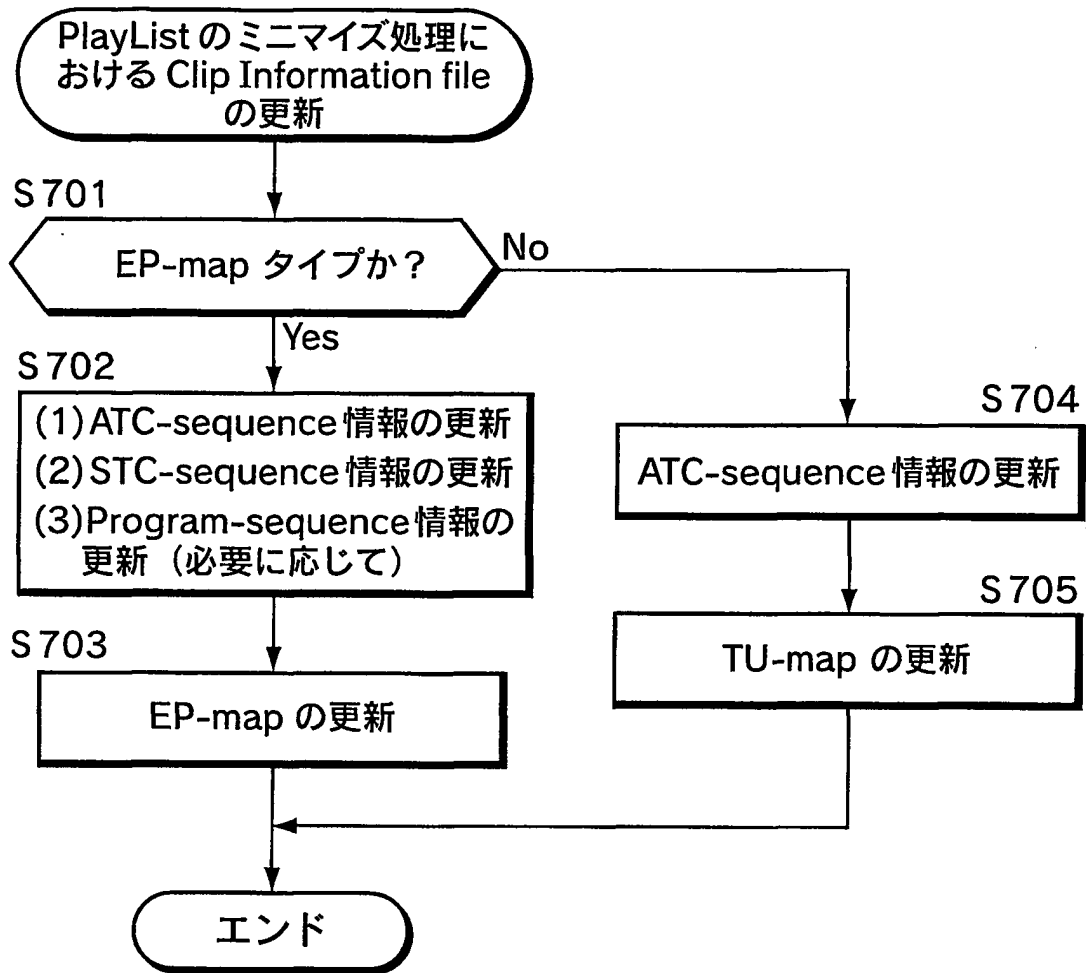 PlayList のミニマイズ処理に
おける Clip Information file
の更新
S701
EP-map タイプか？
No
Yes
S702
(1) ATC-sequence 情報の更新
(2) STC-sequence 情報の更新
(3) Program-sequence 情報の
更新（必要に応じて）
S703
EP-map の更新
S704
ATC-sequence 情報の更新
S705
TU-map の更新
エンド